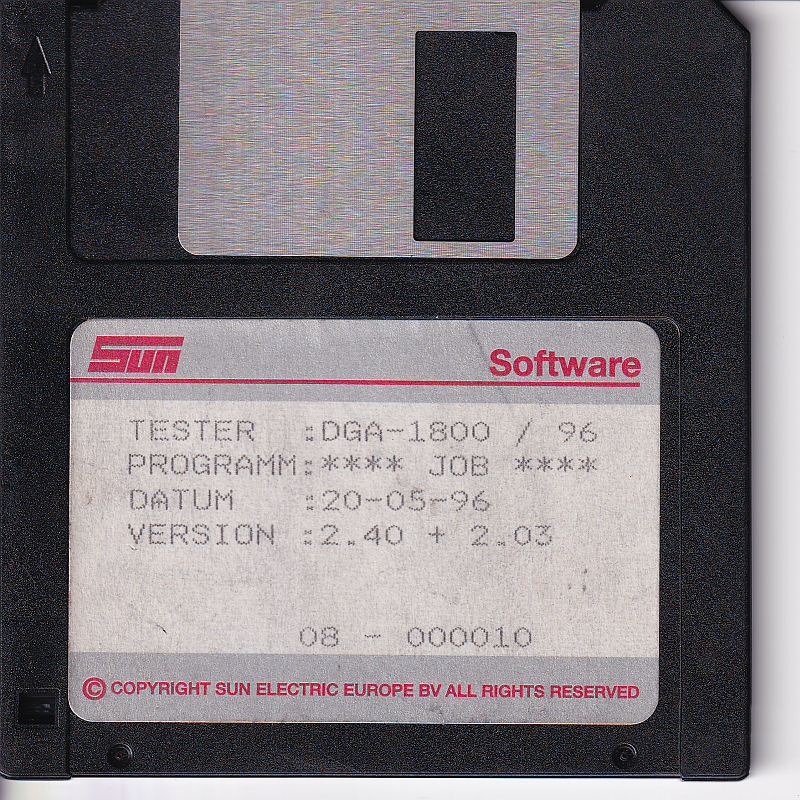 Sun
Software
TESTER :DGA-1800 / 96
PROGRAMM:**** JOB ****
DATUM :20-05-96
VERSION :2.40 + 2.03
08 - 000010
© COPYRIGHT SUN ELECTRIC EUROPE BV ALL RIGHTS RESERVED